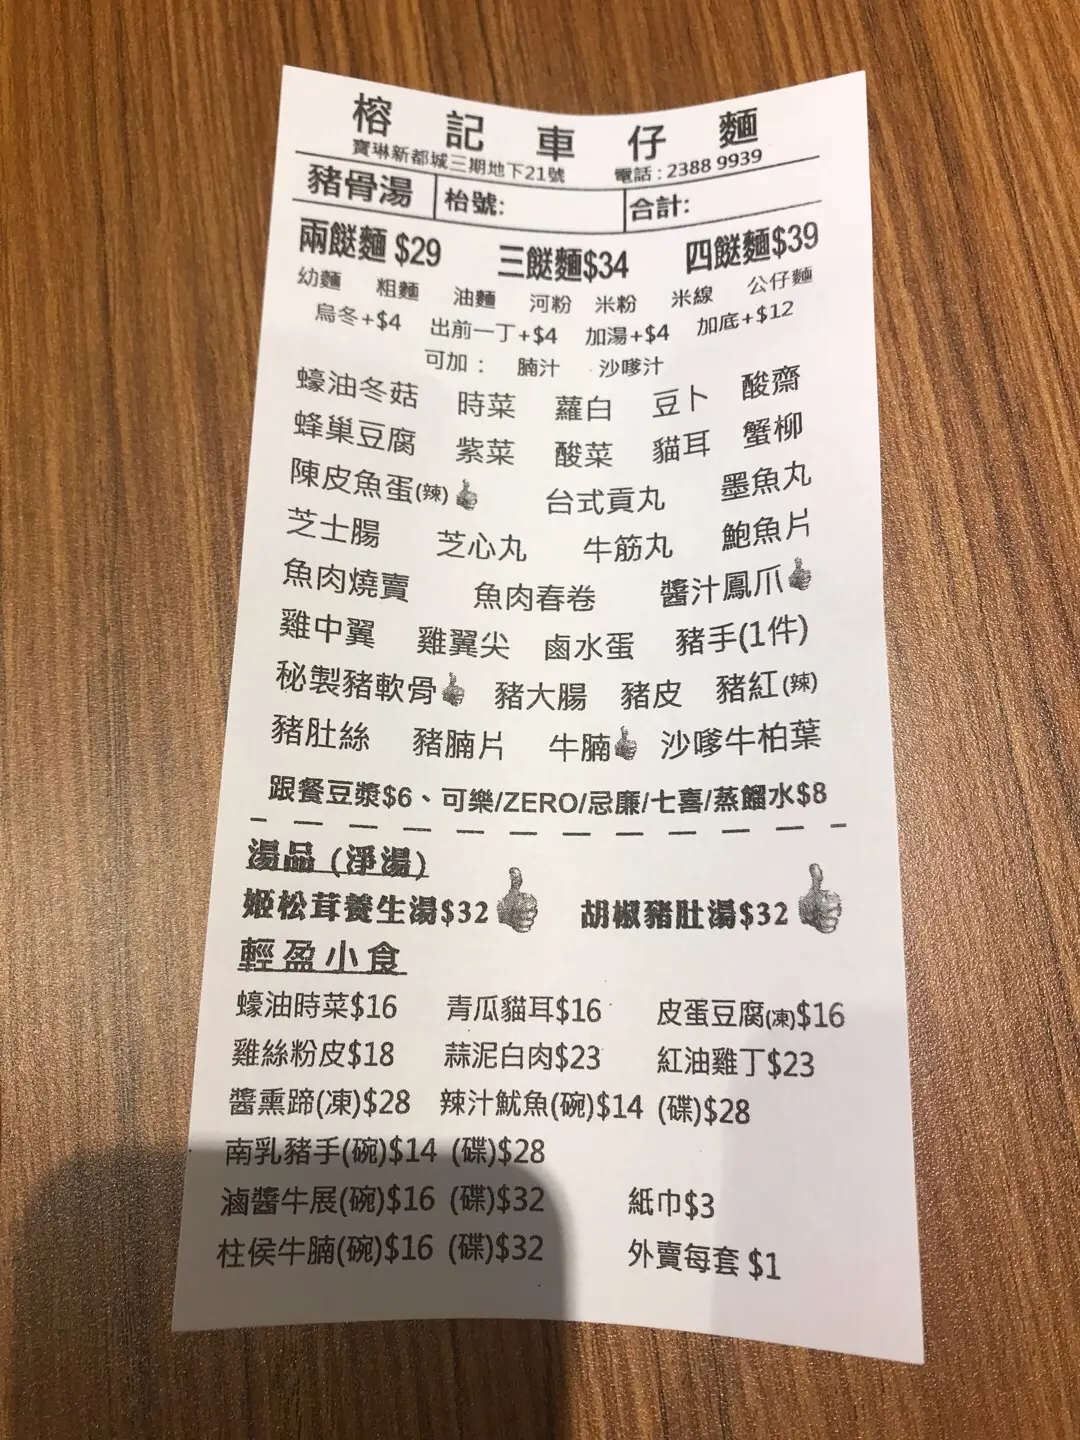 榕記車仔麵
寶琳新都城三期地下21號 電話：2388 9939
豬骨湯 枱號: 合計:
兩餸麵 $29 三餸麵$34 四餸麵$39
幼麵 粗麵 油麵 河粉 米粉 米線 公仔麵
烏冬+$4 出前一丁+$4 加湯+$4 加底+$12
可加： 腩汁 沙嗲汁
蠔油冬菇 時菜 蘿白 豆卜 酸齋
蜂巢豆腐 紫菜 酸菜 貓耳 蟹柳
陳皮魚蛋(辣) 台式貢丸 墨魚丸
芝士腸 芝心丸 牛筋丸 鮑魚片
魚肉燒賣 魚肉春卷 醬汁鳳爪
雞中翼 雞翼尖 鹵水蛋 豬手(1件)
秘製豬軟骨 豬大腸 豬皮 豬紅(辣)
豬肚絲 豬腩片 牛腩 沙嗲牛柏葉
跟餐豆漿$6、可樂/ZERO/忌廉/七喜/蒸餾水$8
湯品（淨湯）
姬松茸養生湯$32 胡椒豬肚湯$32
輕盈小食
蠔油時菜$16 青瓜貓耳$16 皮蛋豆腐(凍)$16
雞絲粉皮$18 蒜泥白肉$23 紅油雞丁$23
醬熏蹄(凍)$28 辣汁魷魚(碗)$14 (碟)$28
南乳豬手(碗)$14 (碟)$28
滷醬牛展(碗)$16 (碟)$32 紙巾$3
柱侯牛腩(碗)$16 (碟)$32 外賣每套 $1